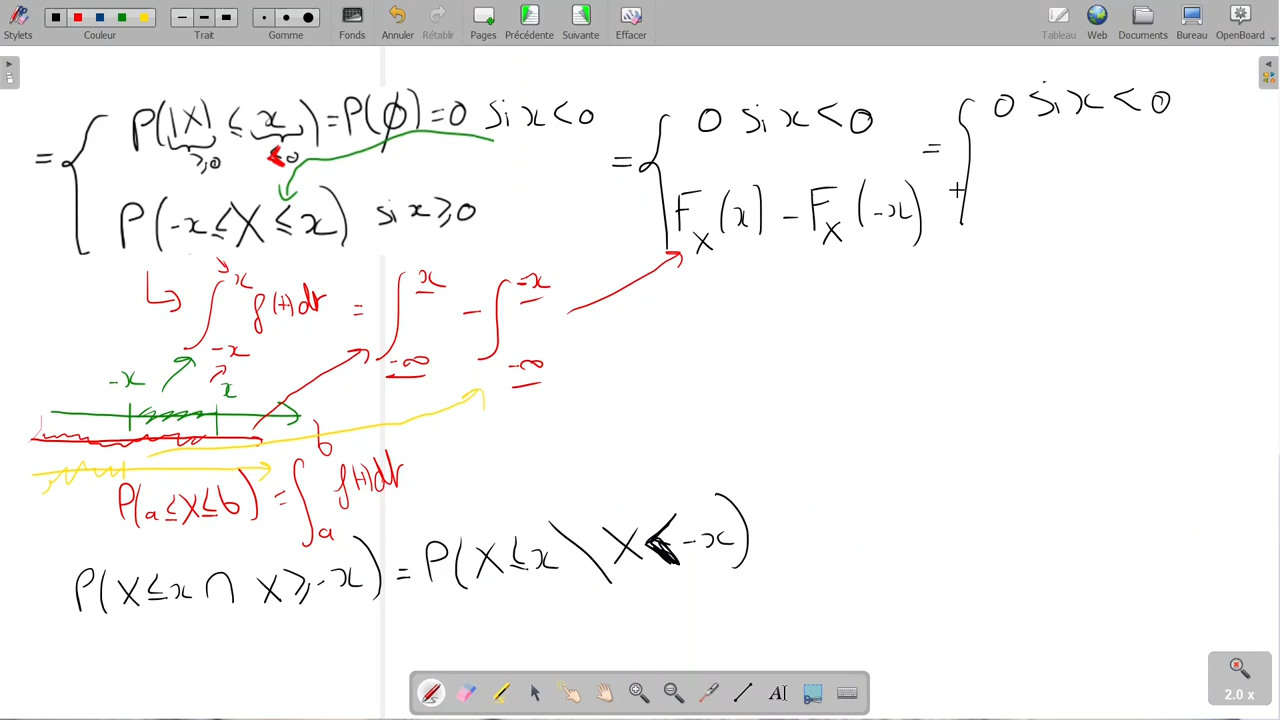 Stylets Couleur Trait Gomme Fonds Annuler Rétablir Pages Précédente Suivante Effacer Tableau Web Documents Bureau OpenBoard
= { P(|X| ≤ x) = P(∅) = 0 si x < 0
≥0 <0
P(-x ≤ X ≤ x) si x ≥ 0
= { 0 si x < 0
F_X(x) - F_X(-x)
= { 0 si x < 0
+
↳ ∫_{-x}^{x} f(t)dt = ∫_{-∞}^{x} - ∫_{-∞}^{-x}
-x x
P(a ≤ X ≤ b) = ∫_a^b f(t)dt
P(X ≤ x ∩ X ≥ -x) = P(X ≤ x \ X < -x)
2.0 x